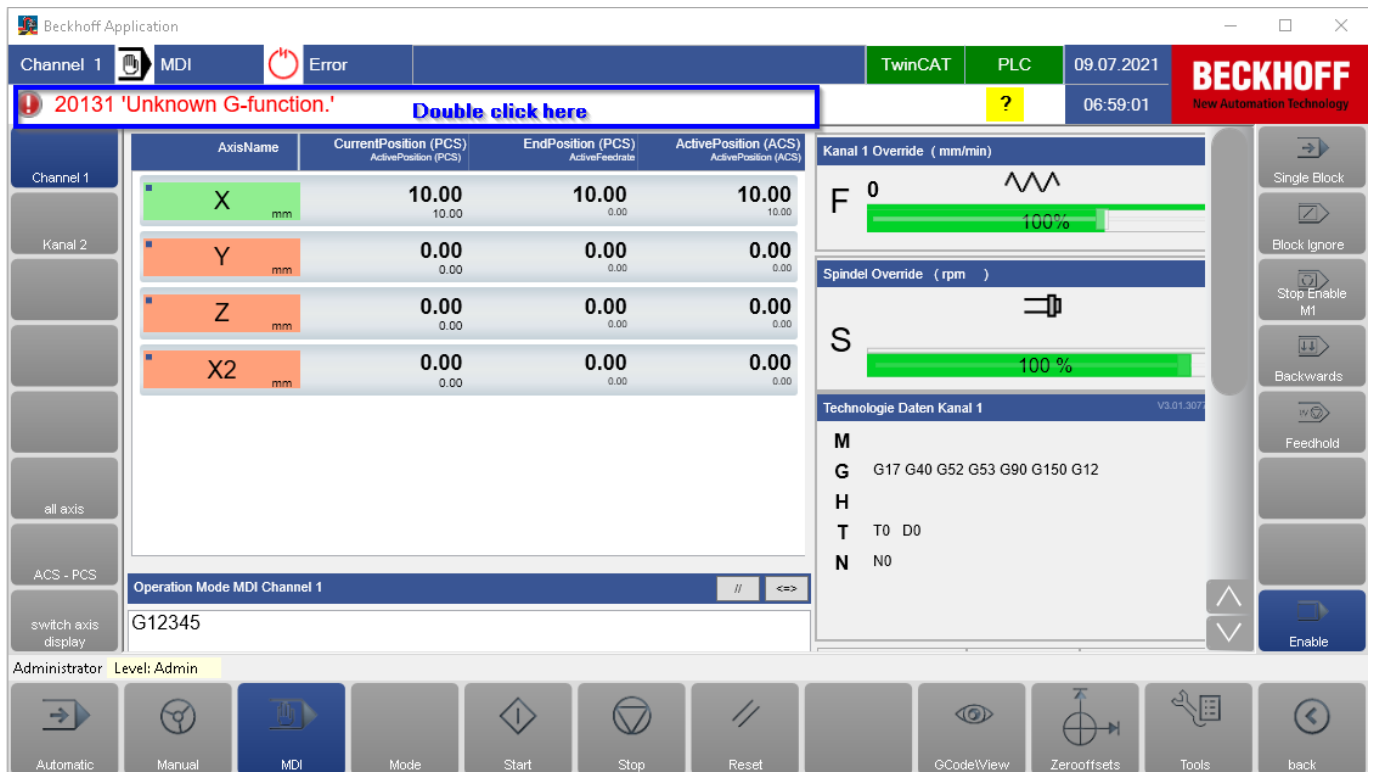 Beckhoff Application
Channel 1 MDI Error TwinCAT PLC 09.07.2021 BECKHOFF
20131 'Unknown G-function.' Double click here ? 06:59:01 New Automation Technology
Channel 1
Kanal 2
all axis
ACS - PCS
switch axis
display
AxisName CurrentPosition (PCS) EndPosition (PCS) ActivePosition (ACS)
ActivePosition (PCS) ActiveFeedrate ActivePosition (ACS)
X mm 10.00 10.00 10.00
10.00 0.00 10.00
Y mm 0.00 0.00 0.00
0.00 0.00 0.00
Z mm 0.00 0.00 0.00
0.00 0.00 0.00
X2 mm 0.00 0.00 0.00
0.00 0.00 0.00
Operation Mode MDI Channel 1 // <=>
G12345
Kanal 1 Override ( mm/min)
F 0
100%
Spindel Override ( rpm )
S
100 %
Technologie Daten Kanal 1 V3.01.3077
M
G G17 G40 G52 G53 G90 G150 G12
H
T T0 D0
N N0
Single Block
Block Ignore
Stop Enable
M1
Backwards
Feedhold
Enable
Administrator Level: Admin
Automatic Manual MDI Mode Start Stop Reset GCode\View Zerooffsets Tools back